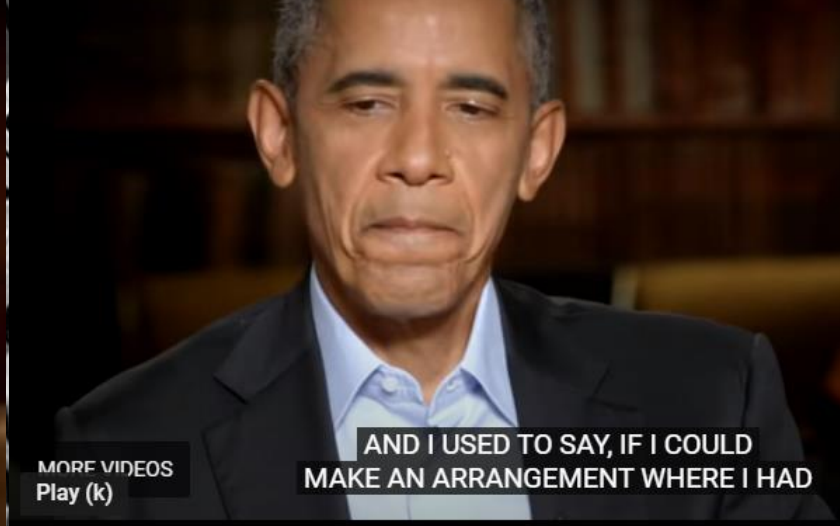 AND I USED TO SAY, IF I COULD
MAKE AN ARRANGEMENT WHERE I HAD
MORE VIDEOS
Play (k)